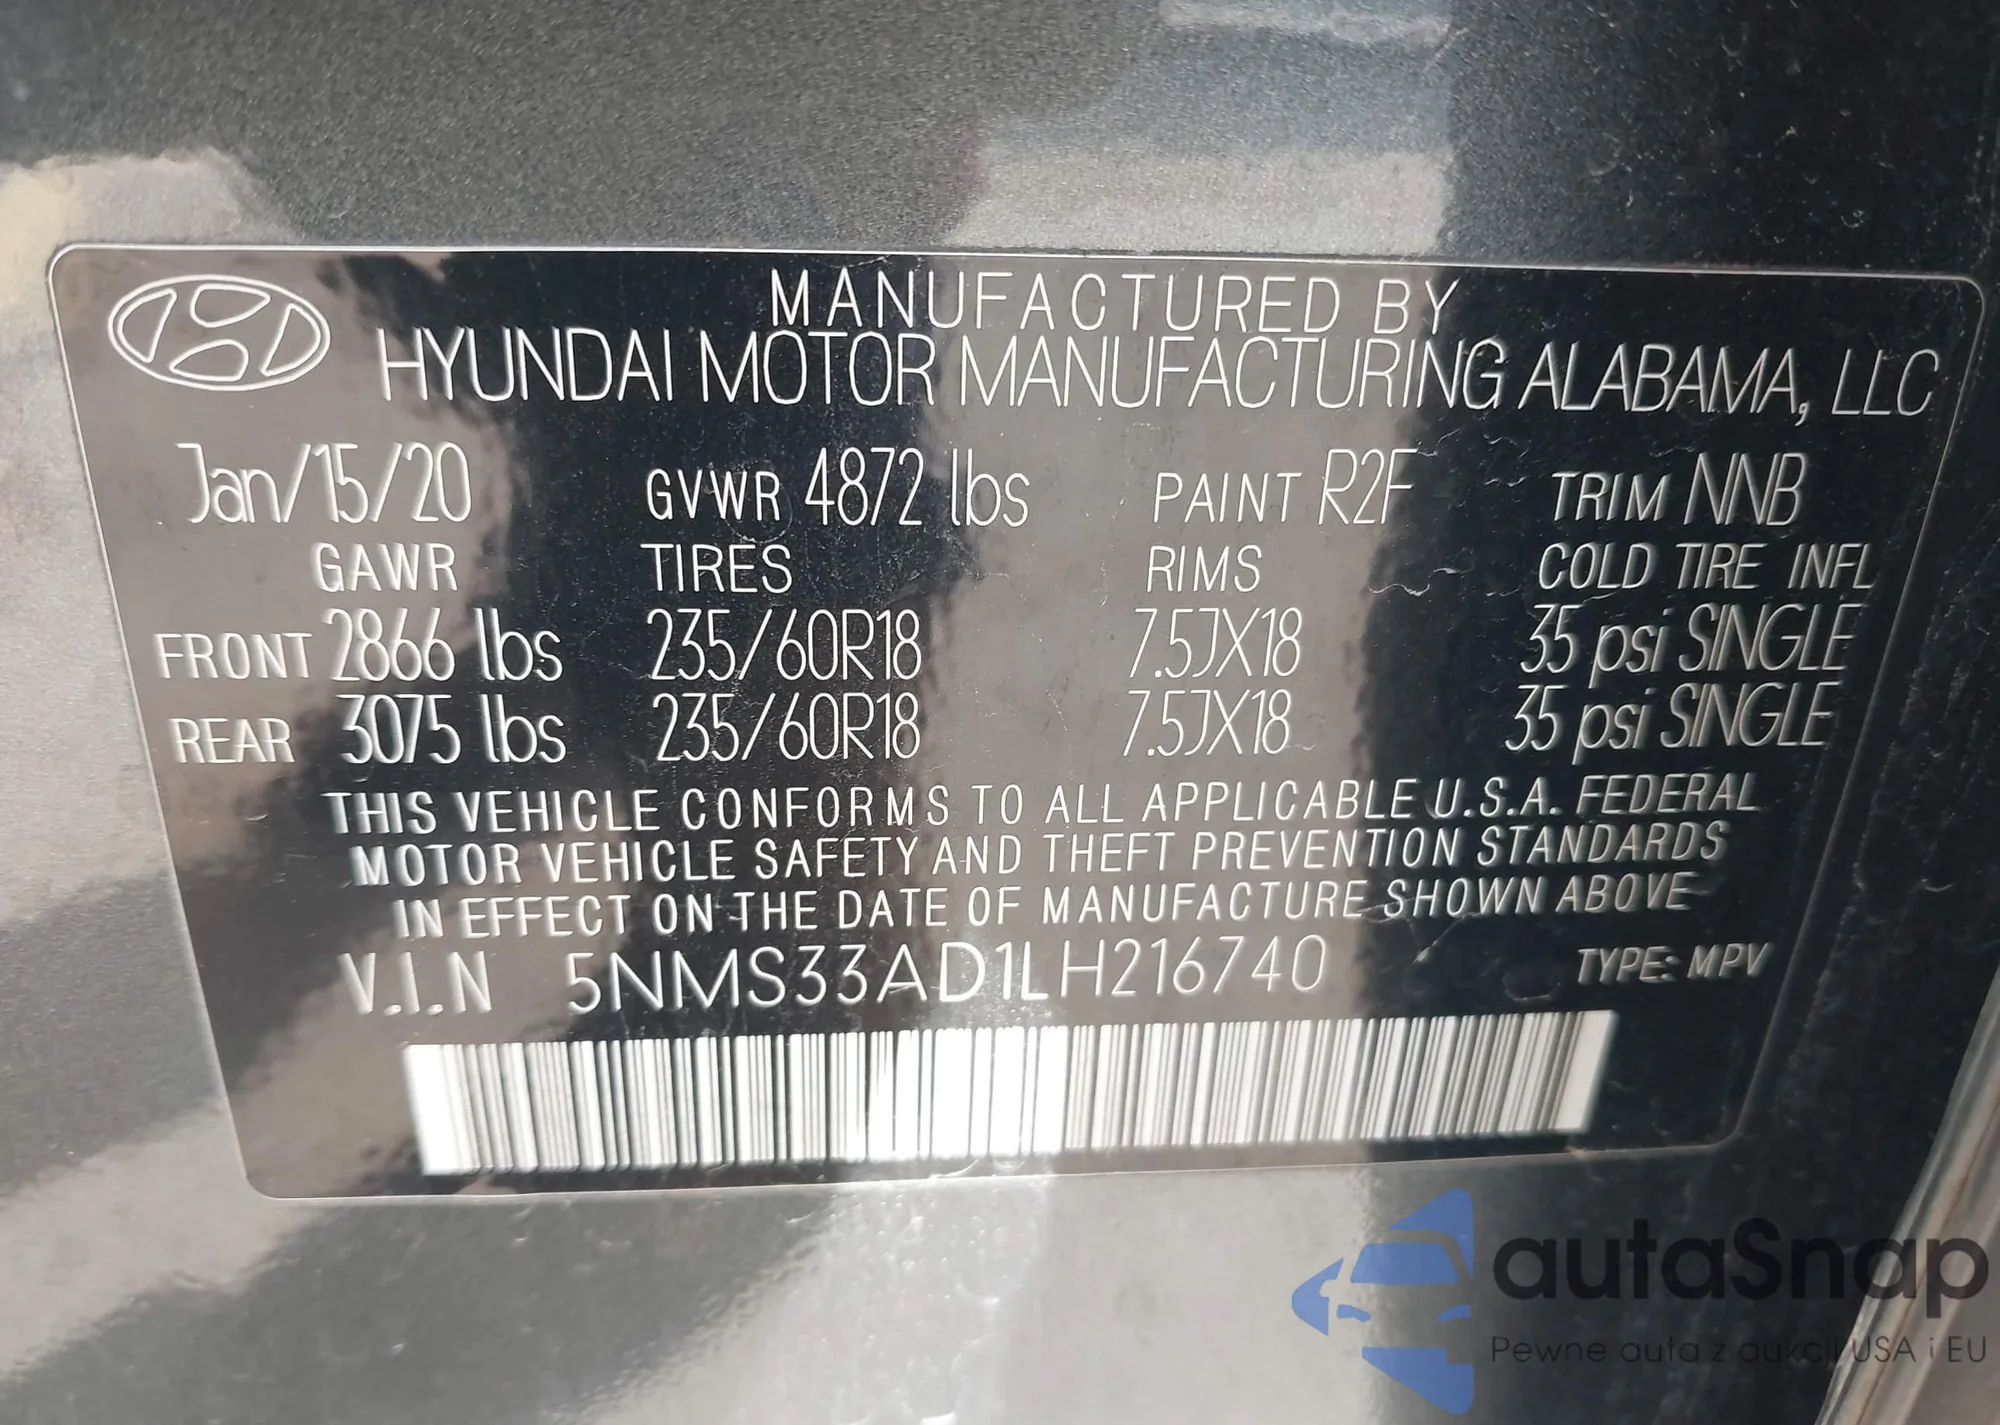 MANUFACTURED BY
HYUNDAI MOTOR MANUFACTURING ALABAMA, LLC
Jan/15/20 GVWR 4872 lbs PAINT R2F TRIM NNB
GAWR TIRES RIMS COLD TIRE INFL
FRONT 2866 lbs 235/60R18 7.5JX18 35 psi SINGLE
REAR 3075 lbs 235/60R18 7.5JX18 35 psi SINGLE
THIS VEHICLE CONFORMS TO ALL APPLICABLE U.S.A. FEDERAL
MOTOR VEHICLE SAFETY AND THEFT PREVENTION STANDARDS
IN EFFECT ON THE DATE OF MANUFACTURE SHOWN ABOVE
V.I.N 5NMS33AD1LH216740 TYPE: MPV
autaSnap
Pewne auta z aukcji USA i EU